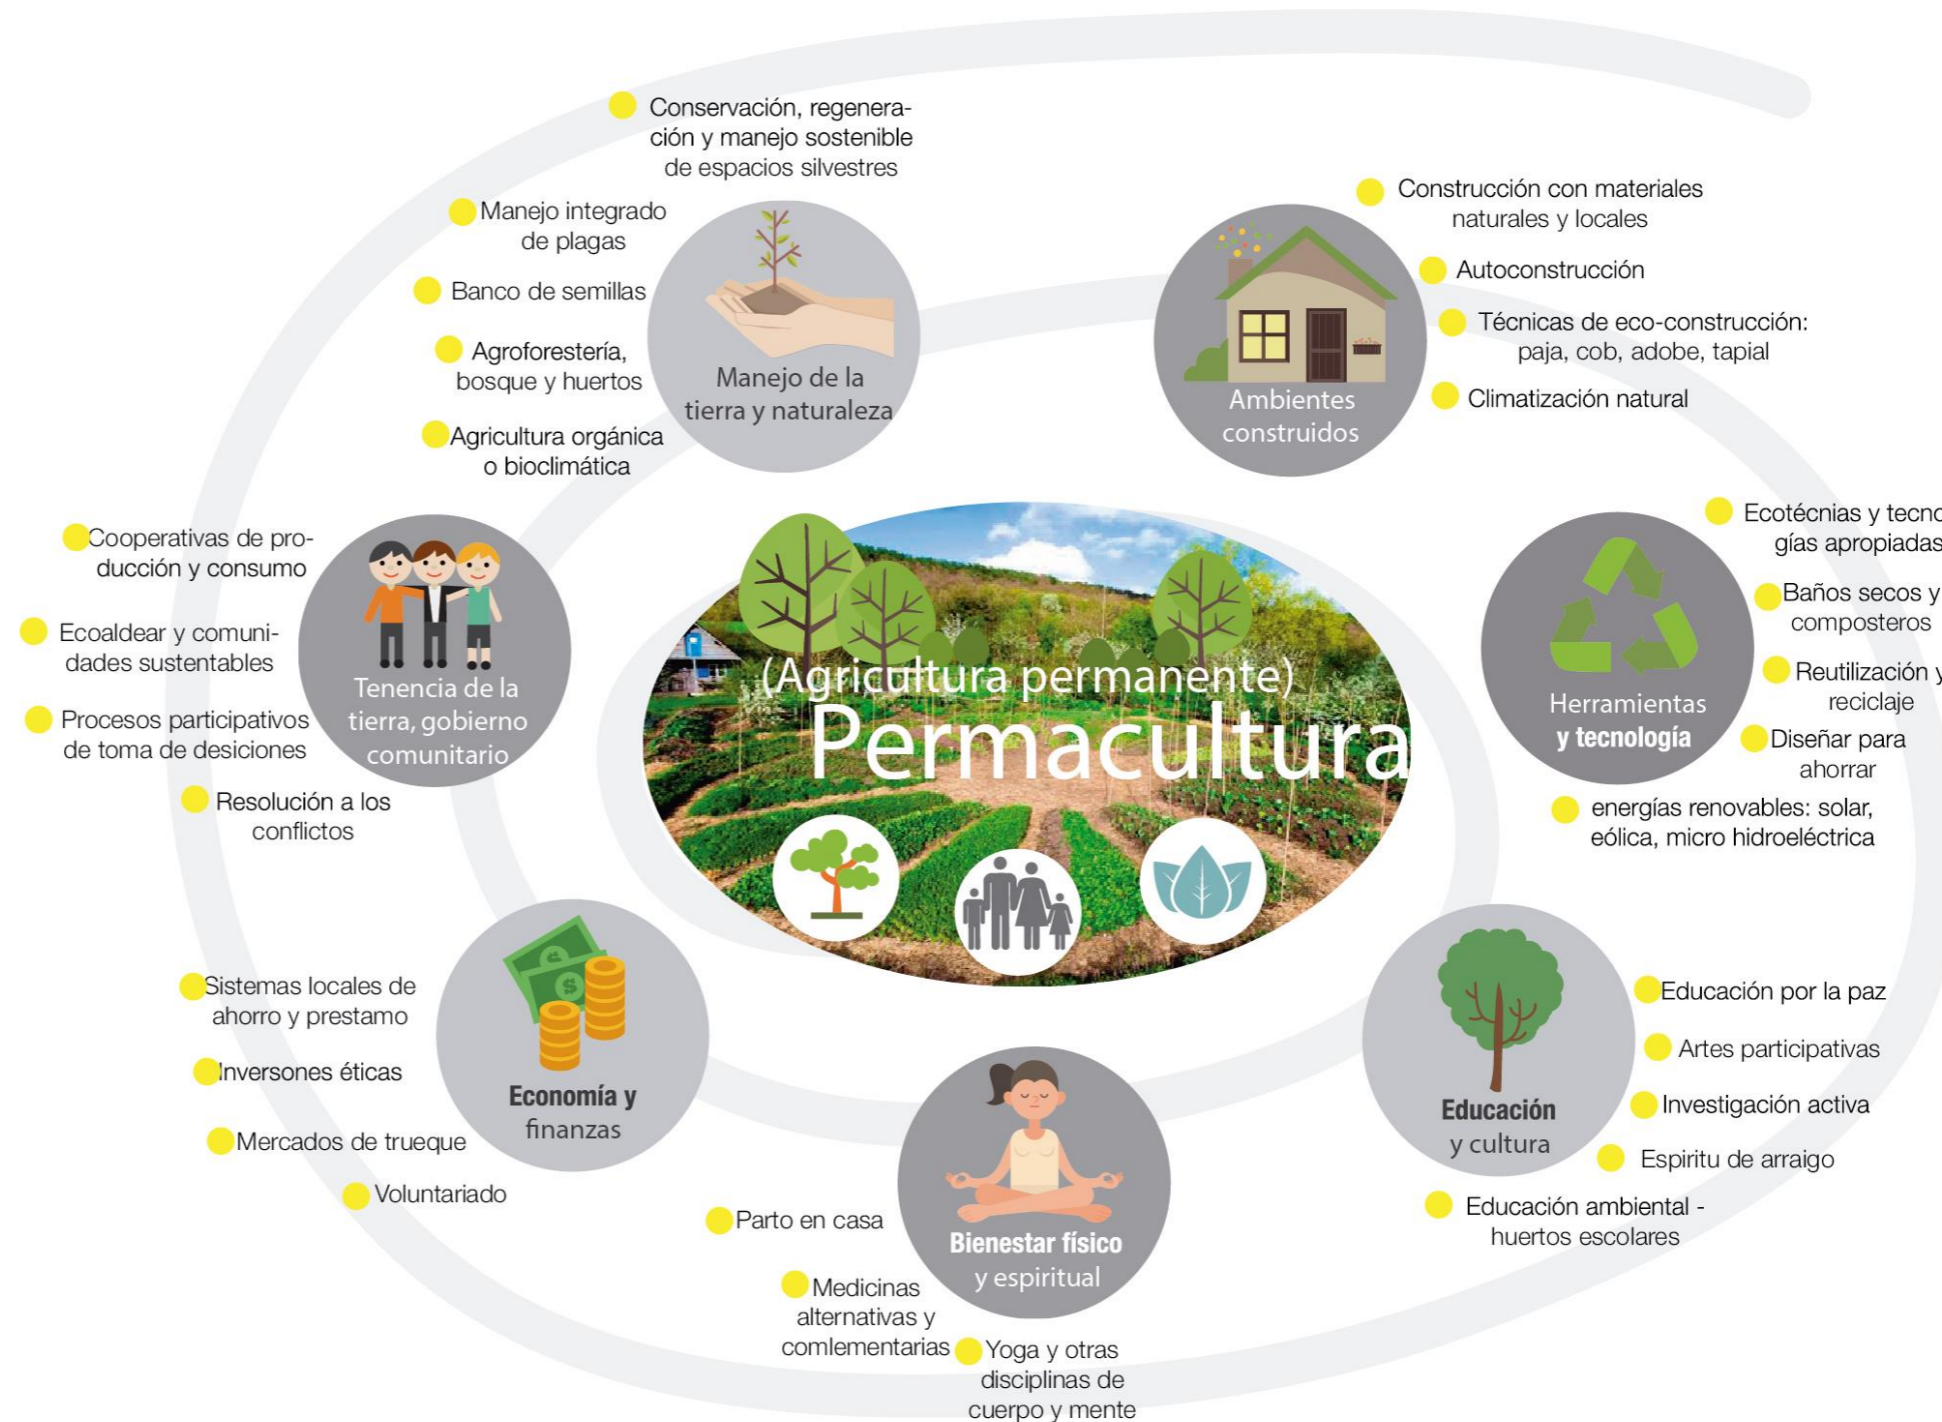 Conservación, regenera-
ción y manejo sostenible
de espacios silvestres
Manejo integrado
de plagas
Banco de semillas
Agroforestería,
bosque y huertos
Agricultura orgánica
o bioclimática
Manejo de la
tierra y naturaleza
Construcción con materiales
naturales y locales
Autoconstrucción
Técnicas de eco-construcción:
paja, cob, adobe, tapial
Climatización natural
Ambientes
construidos
Ecotécnias y tecno
gías apropiadas
Baños secos y
composteros
Reutilización y
reciclaje
Diseñar para
ahorrar
energías renovables: solar,
eólica, micro hidroeléctrica
Herramientas
y tecnología
Cooperativas de pro-
ducción y consumo
Ecoaldear y comuni-
dades sustentables
Procesos participativos
de toma de desiciones
Resolución a los
conflictos
Tenencia de la
tierra, gobierno
comunitario
(Agricultura permanente)
Permacultura
Sistemas locales de
ahorro y prestamo
Inversones éticas
Mercados de trueque
Voluntariado
$
$
Economía y
finanzas
Parto en casa
Medicinas
alternativas y
comlementarias
Yoga y otras
disciplinas de
cuerpo y mente
Bienestar físico
y espiritual
Educación por la paz
Artes participativas
Investigación activa
Espiritu de arraigo
Educación ambiental -
huertos escolares
Educación
y cultura